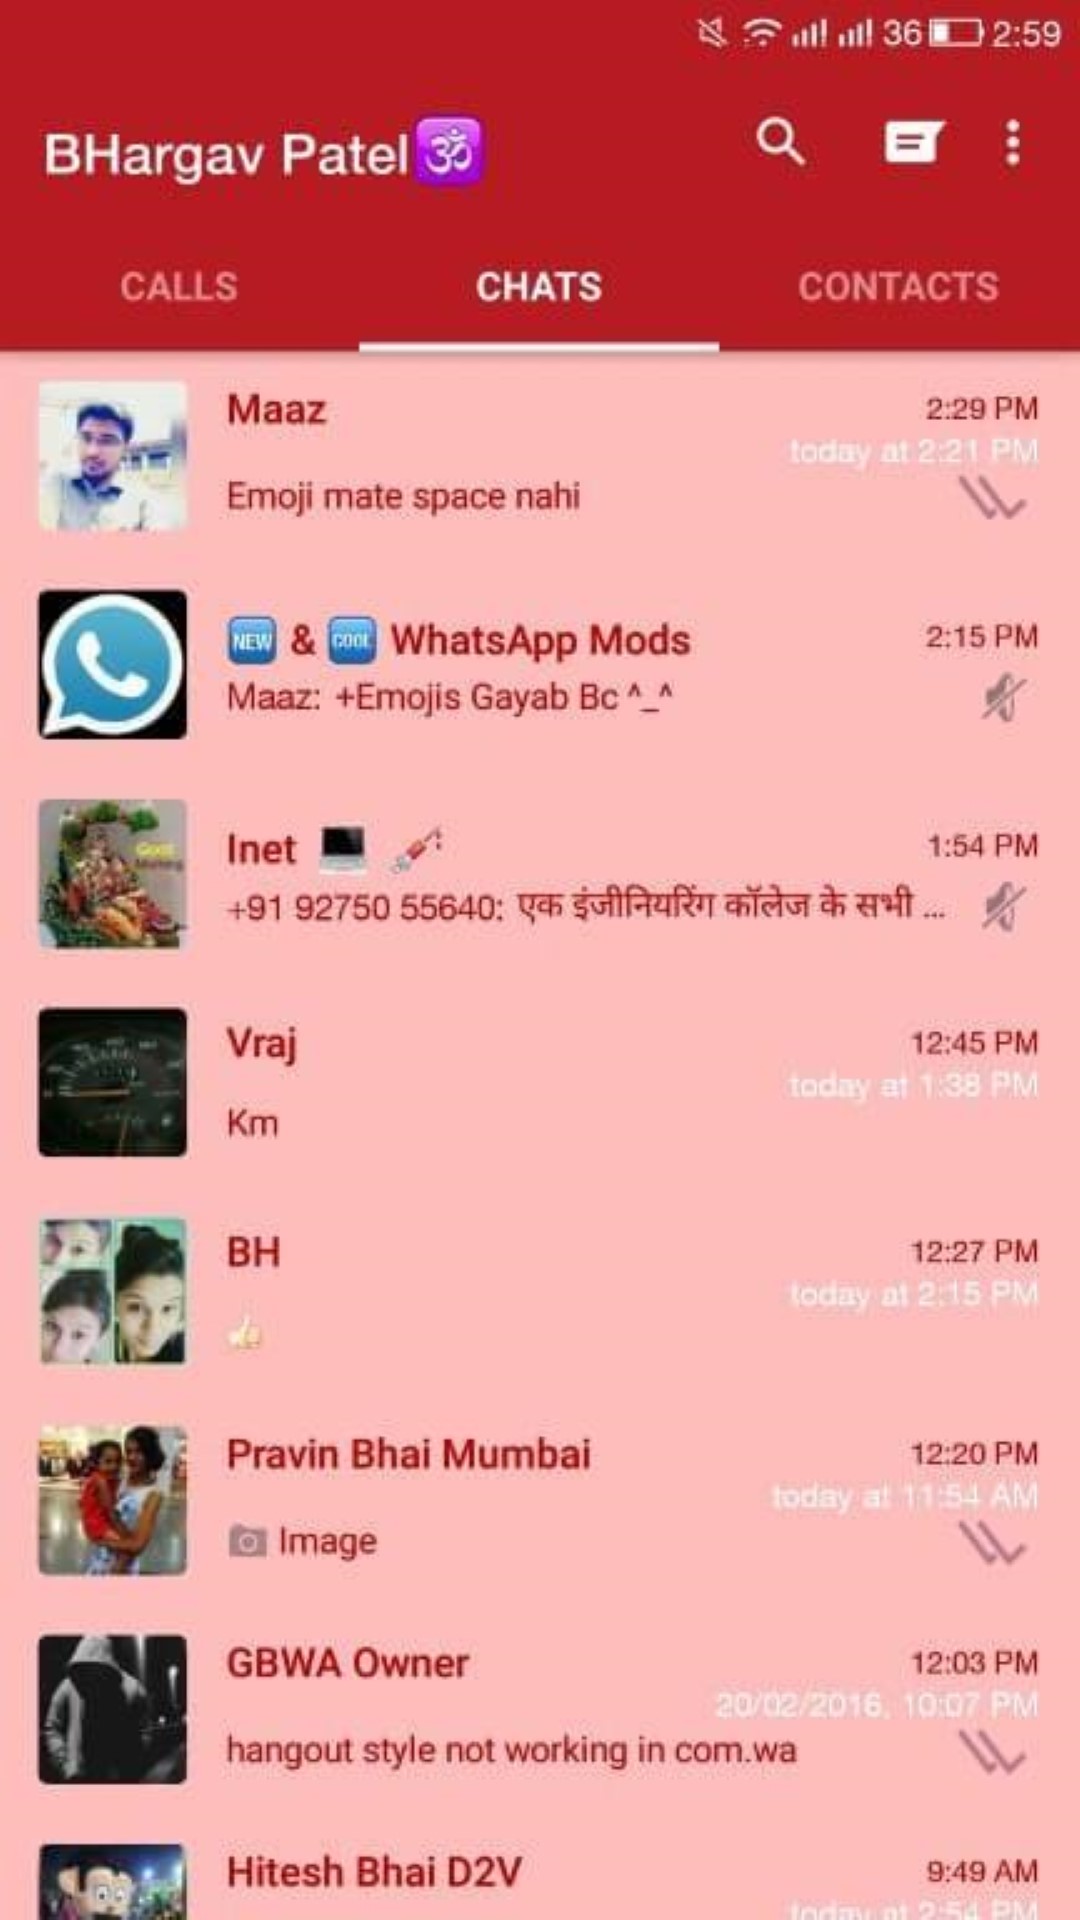 36 2:59
BHargav Patel🕉
CALLS CHATS CONTACTS
Maaz 2:29 PM
today at 2:21 PM
Emoji mate space nahi
🆕 & 🆒 WhatsApp Mods 2:15 PM
Maaz: +Emojis Gayab Bc ^_^
Inet 💻 💉 1:54 PM
+91 92750 55640: एक इंजीनियरिंग कॉलेज के सभी ...
Vraj 12:45 PM
today at 1:38 PM
Km
BH 12:27 PM
today at 2:15 PM
👍
Pravin Bhai Mumbai 12:20 PM
today at 11:54 AM
Image
GBWA Owner 12:03 PM
20/02/2016, 10:07 PM
hangout style not working in com.wa
Hitesh Bhai D2V 9:49 AM
today at 2:54 PM